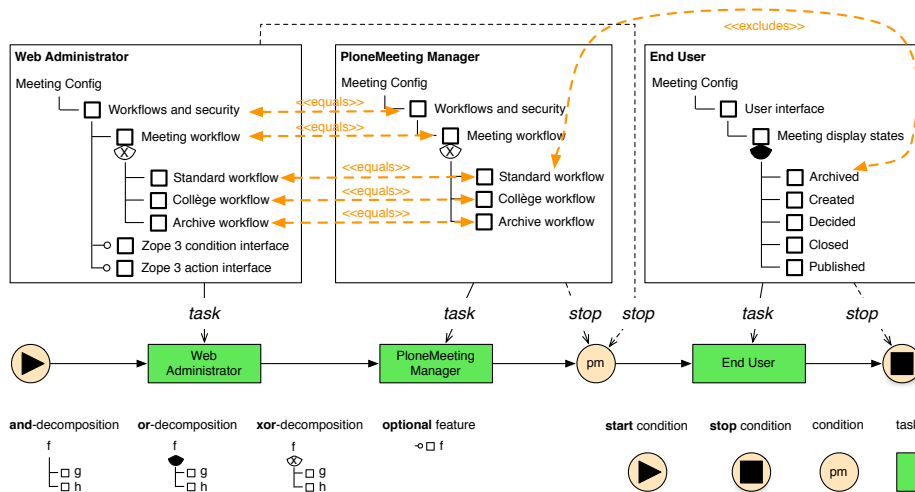 <<excludes>>
Web Administrator
PloneMeeting Manager
End User
Meeting Config
Meeting Config
Meeting Config
Workflows and security
<<equals>>
Workflows and security
User interface
Meeting workflow
<<equals>>
Meeting workflow
Meeting display states
X
X
Standard workflow
<<equals>>
Standard workflow
Archived
Collège workflow
<<equals>>
Collège workflow
Created
Archive workflow
<<equals>>
Archive workflow
Decided
Zope 3 condition interface
Closed
Zope 3 action interface
Published
task
task
stop
stop
task
stop
Web
Administrator
PloneMeeting
Manager
pm
End User
and-decomposition
or-decomposition
xor-decomposition
optional feature
start condition
stop condition
condition
task
f
g
h
f
g
h
f
X
g
h
f
pm